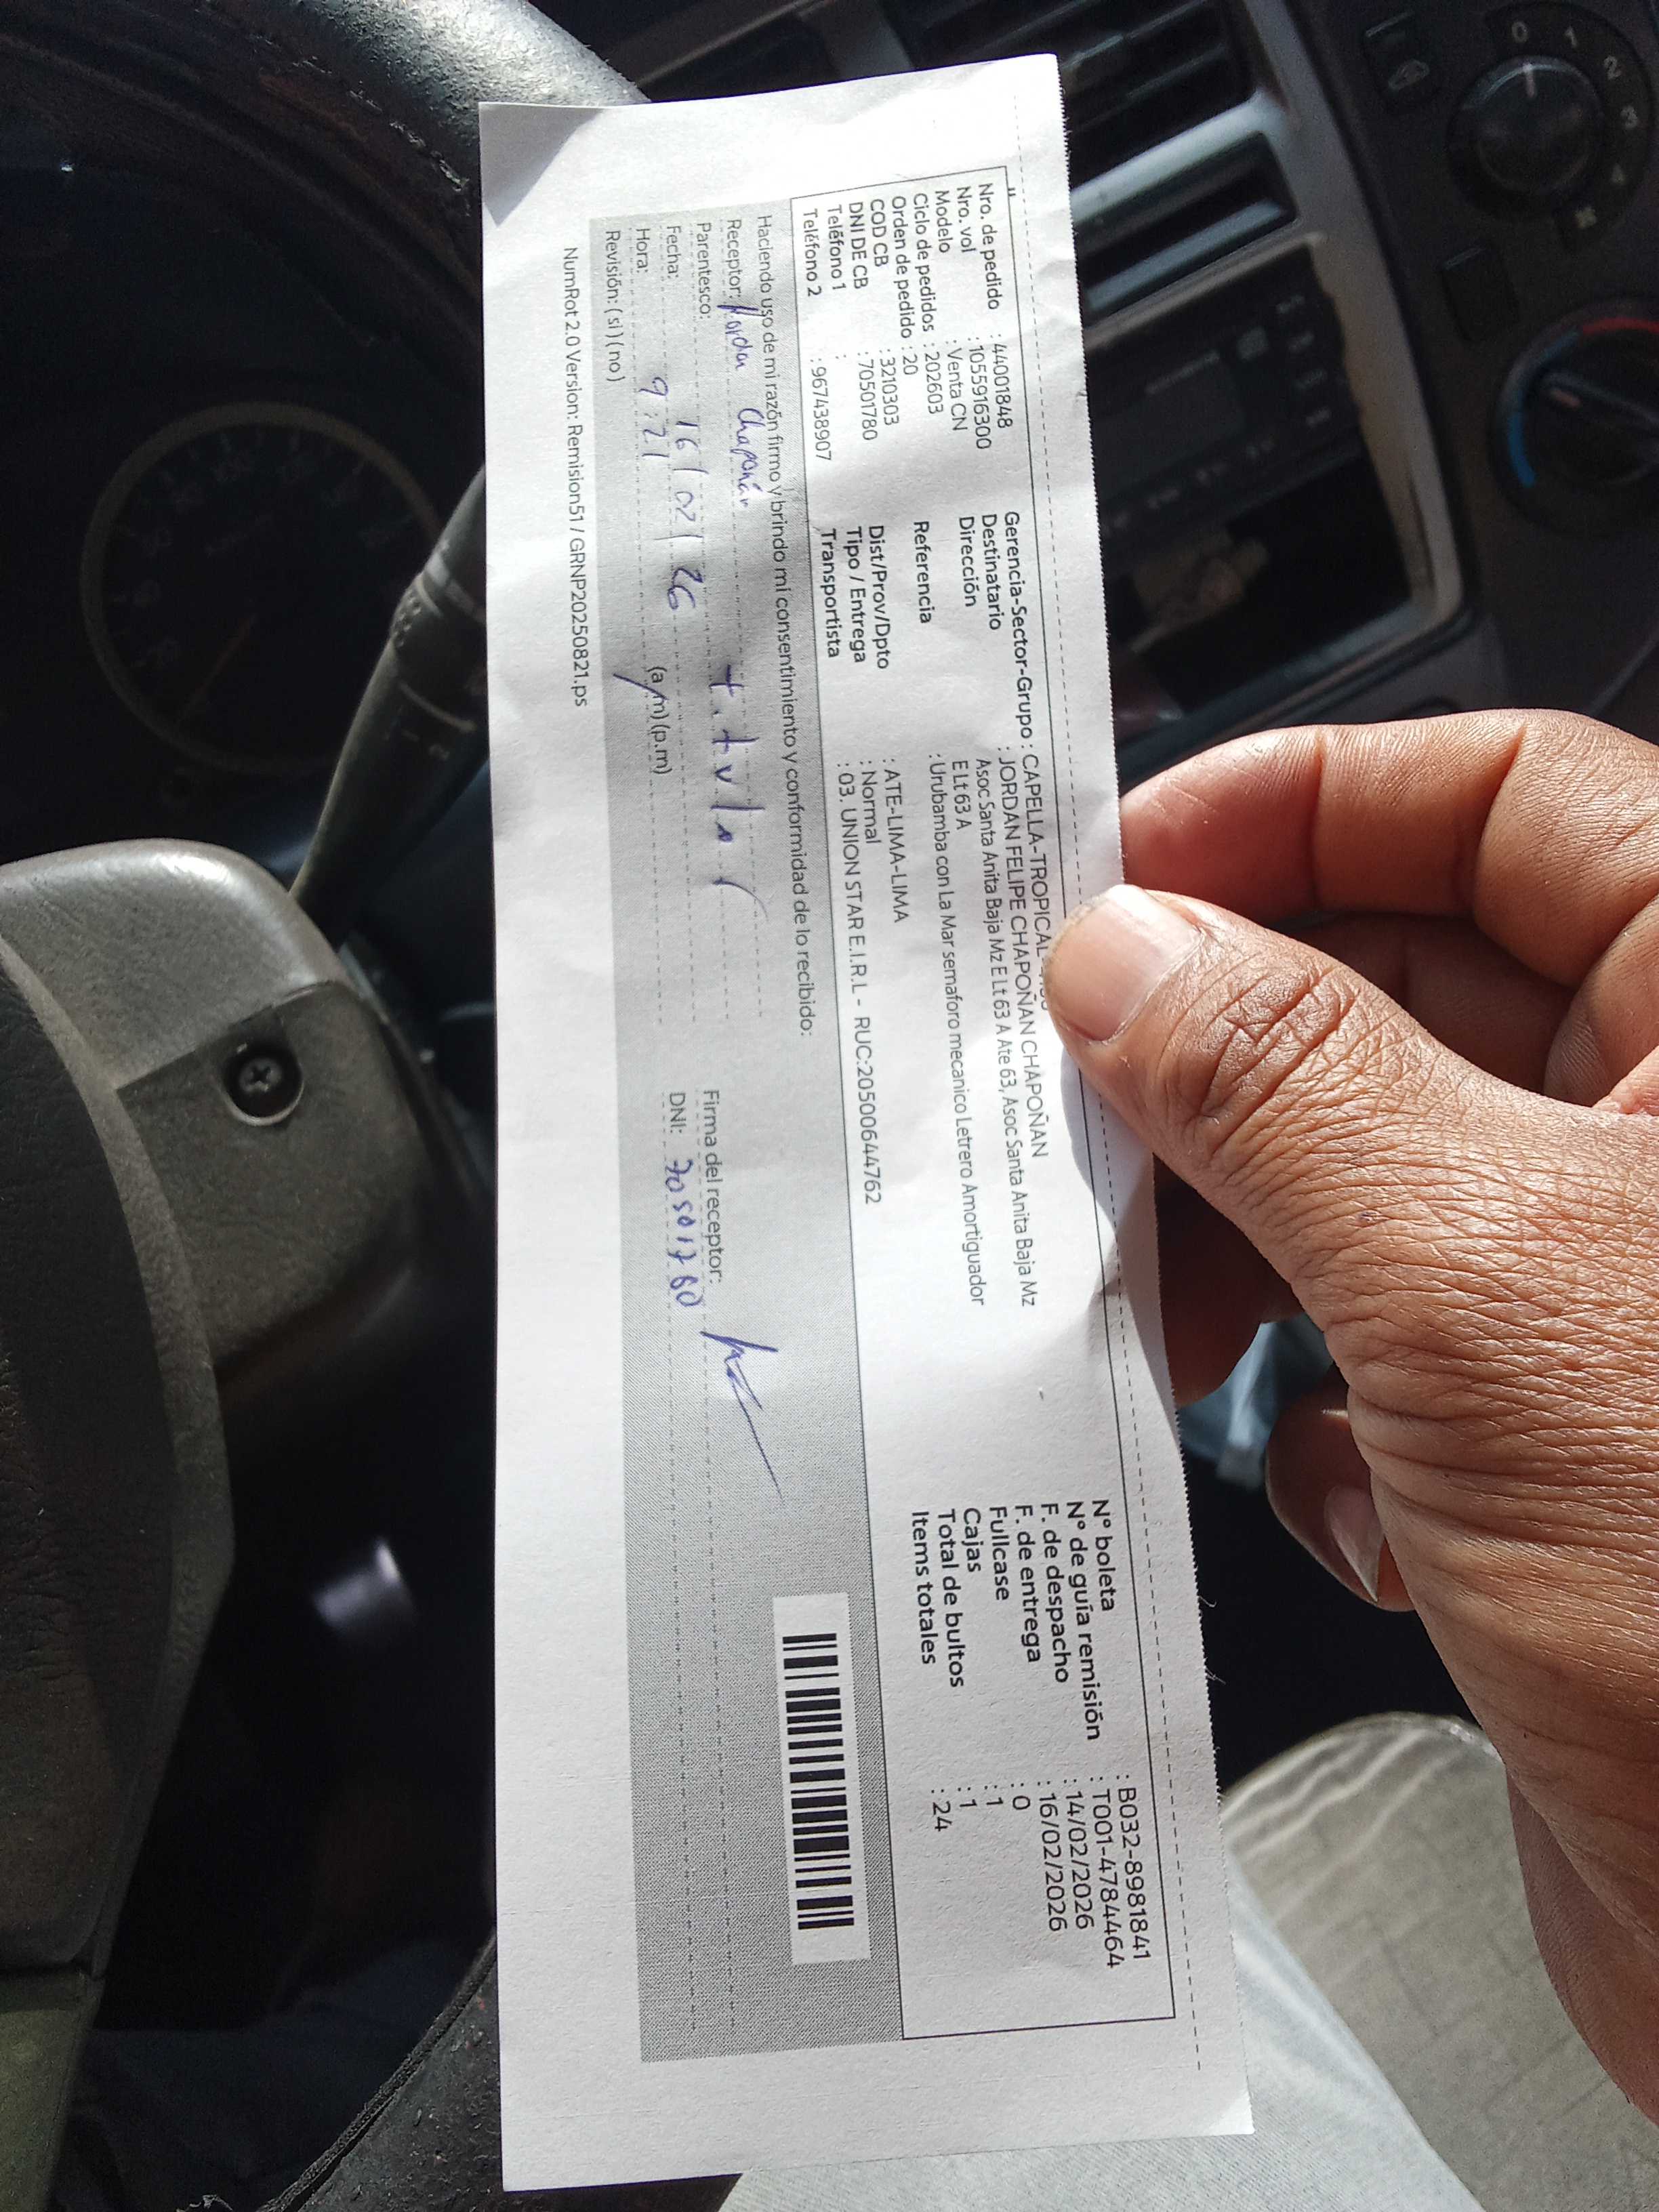 Nro. de pedido : 44001848
Nro. vol : 1055916300
Modelo : Venta CN
Ciclo de pedidos : 202603
Orden de pedido : 20
COD CB : 3210303
DNI DE CB : 70501780
Teléfono 1 :
Teléfono 2 : 967438907
Gerencia-Sector-Grupo : CAPELLA-TROPICAL
Destinatario : JORDAN FELIPE CHAPOÑAN CHAPOÑAN
Dirección : Asoc Santa Anita Baja Mz E Lt 63 A Ate 63, Asoc Santa Anita Baja Mz
E Lt 63 A
Referencia : Urubamba con La Mar semaforo mecanico Letrero Amortiguador
Dist/Prov/Dpto : ATE-LIMA-LIMA
Tipo / Entrega : Normal
Transportista : 03. UNION STAR E.I.R.L - RUC:20500644762
N° boleta : B032-8981841
N° de guía remisión : T001-4784464
F. de despacho : 14/02/2026
F. de entrega : 16/02/2026
Fullcase : 0
Cajas : 1
Total de bultos : 1
Items totales : 24
Haciendo uso de mi razón firmo y brindo mi consentimiento y conformidad de lo recibido:
Receptor: Jordan Chapoñán
Parentesco: titular
Fecha: 16/02/26
Hora: 9:21 (a.m)(p.m)
Revisión: (si)(no)
Firma del receptor:
DNI: 70501780
NumRot 2.0 Version: Remision51 / GRNP20250821.ps
0 1 2 3 4